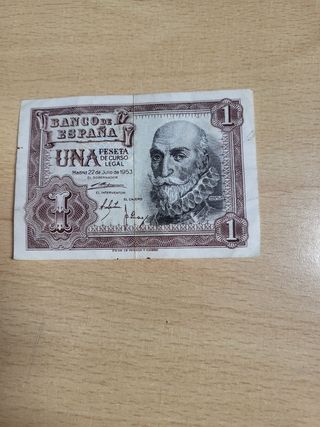 BANCO DE
ESPAÑA
1
UNA PESETA
DE CURSO
LEGAL
Madrid 22 de Julio de 1953
EL GOBERNADOR
EL INTERVENTOR
EL CAJERO
1
1